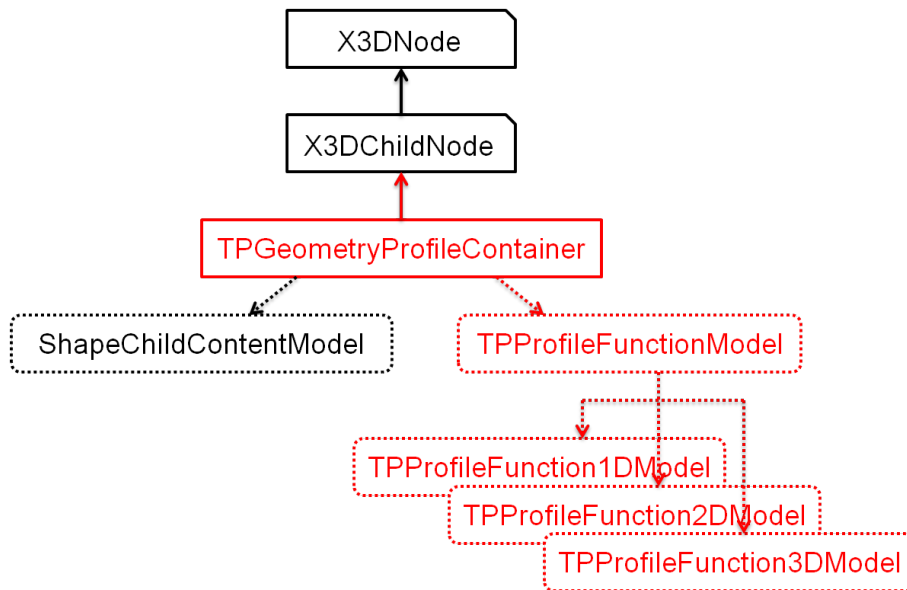 X3DNode
X3DChildNode
TPGeometryProfileContainer
ShapeChildContentModel
TPProfileFunctionModel
TPProfileFunction1DModel
TPProfileFunction2DModel
TPProfileFunction3DModel